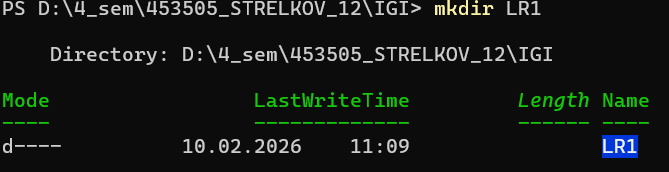 PS D:\4_sem\453505_STRELKOV_12\IGI> mkdir LR1
    Directory: D:\4_sem\453505_STRELKOV_12\IGI
Mode                 LastWriteTime         Length Name
----                 -------------         ------ ----
d----          10.02.2026    11:09                LR1